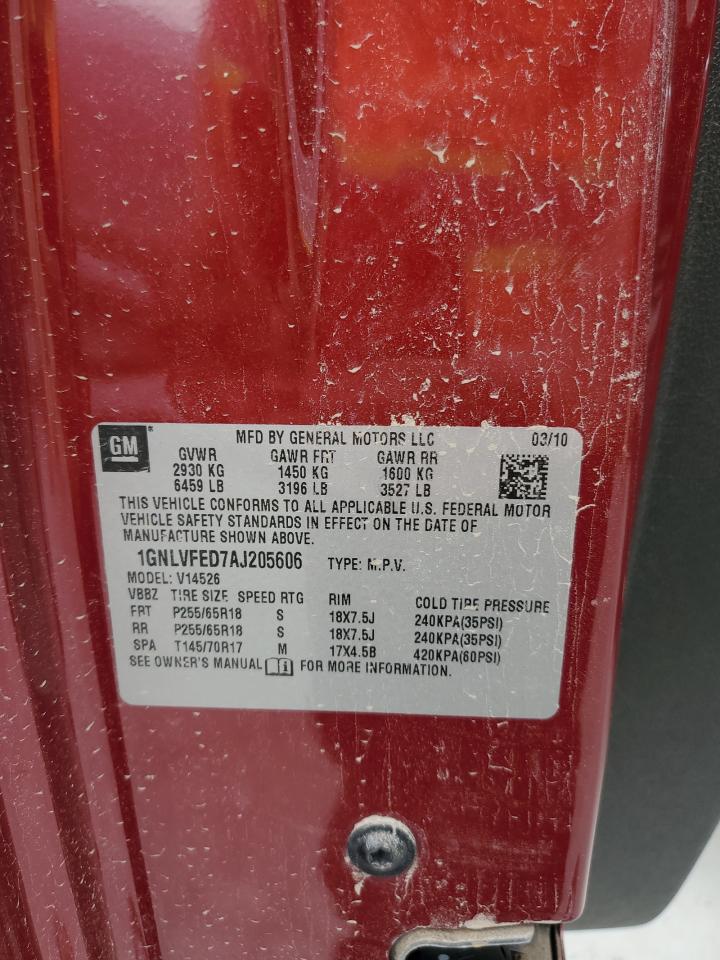 GM MFD BY GENERAL MOTORS LLC 03/10
GVWR GAWR FRT GAWR RR
2930 KG 1450 KG 1600 KG
6459 LB 3196 LB 3527 LB
THIS VEHICLE CONFORMS TO ALL APPLICABLE U.S. FEDERAL MOTOR
VEHICLE SAFETY STANDARDS IN EFFECT ON THE DATE OF
MANUFACTURE SHOWN ABOVE.
1GNLVFED7AJ205606 TYPE: M.P.V.
MODEL: V14526
VBBZ TIRE SIZE SPEED RTG RIM COLD TIRE PRESSURE
FRT P255/65R18 S 18X7.5J 240KPA(35PSI)
RR P255/65R18 S 18X7.5J 240KPA(35PSI)
SPA T145/70R17 M 17X4.5B 420KPA(60PSI)
SEE OWNER'S MANUAL FOR MORE INFORMATION.